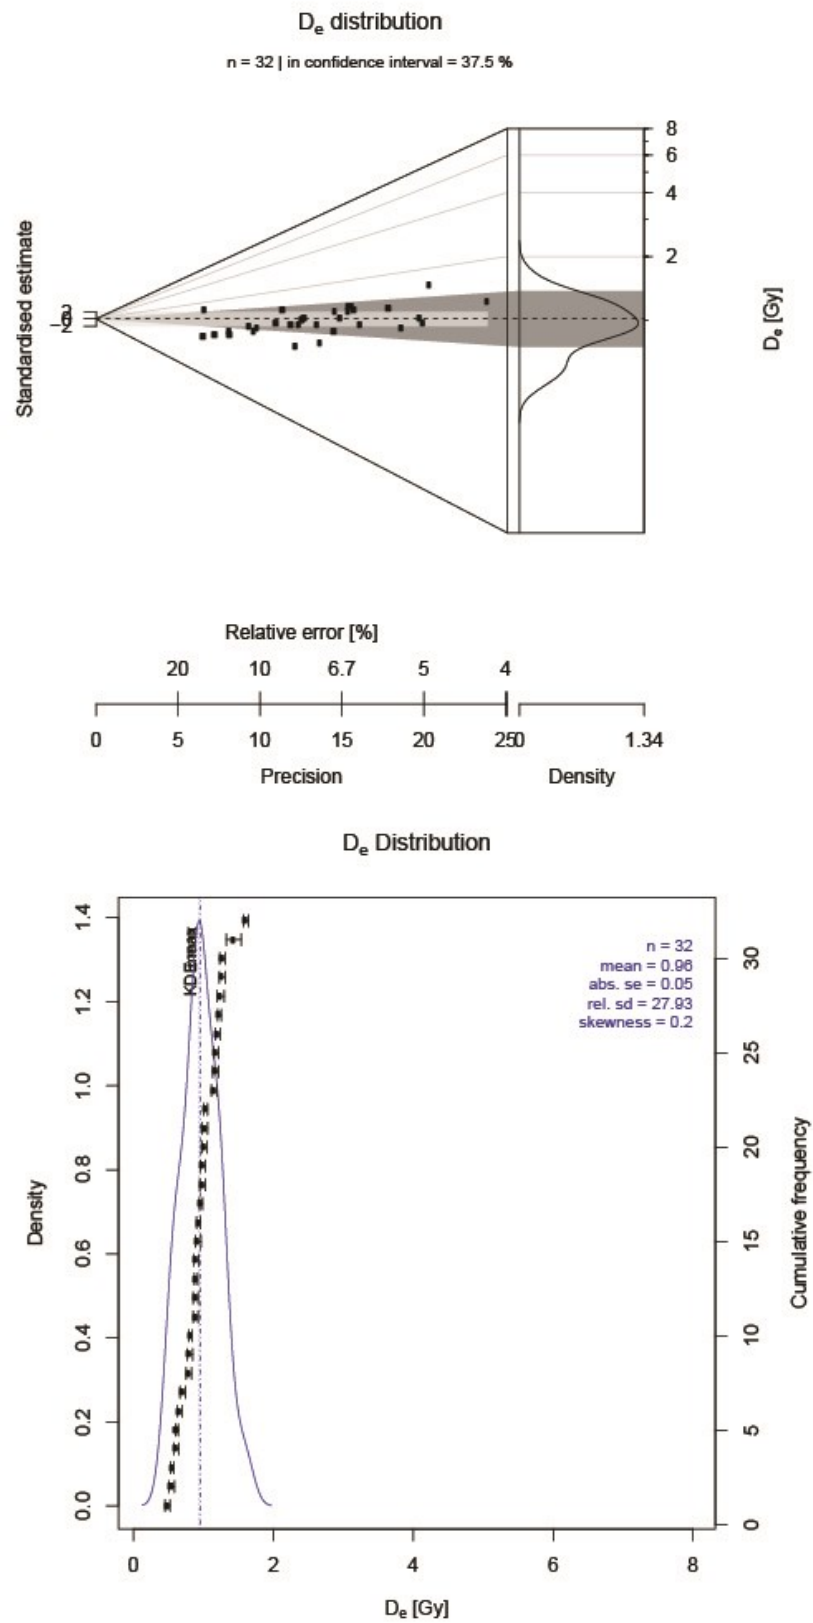 De distribution
n = 32 | in confidence interval = 37.5 %
8
6
4
2
De [Gy]
Standardised estimate
2
0
−2
Relative error [%]
20 10 6.7 5 4
0 5 10 15 20 25
0 1.34
Precision
Density
De Distribution
1.4
1.2
1.0
0.8
0.6
0.4
0.2
0.0
Density
n = 32
mean = 0.96
abs. se = 0.05
rel. sd = 27.93
skewness = 0.2
30
25
20
15
10
5
0
Cumulative frequency
0 2 4 6 8
De [Gy]